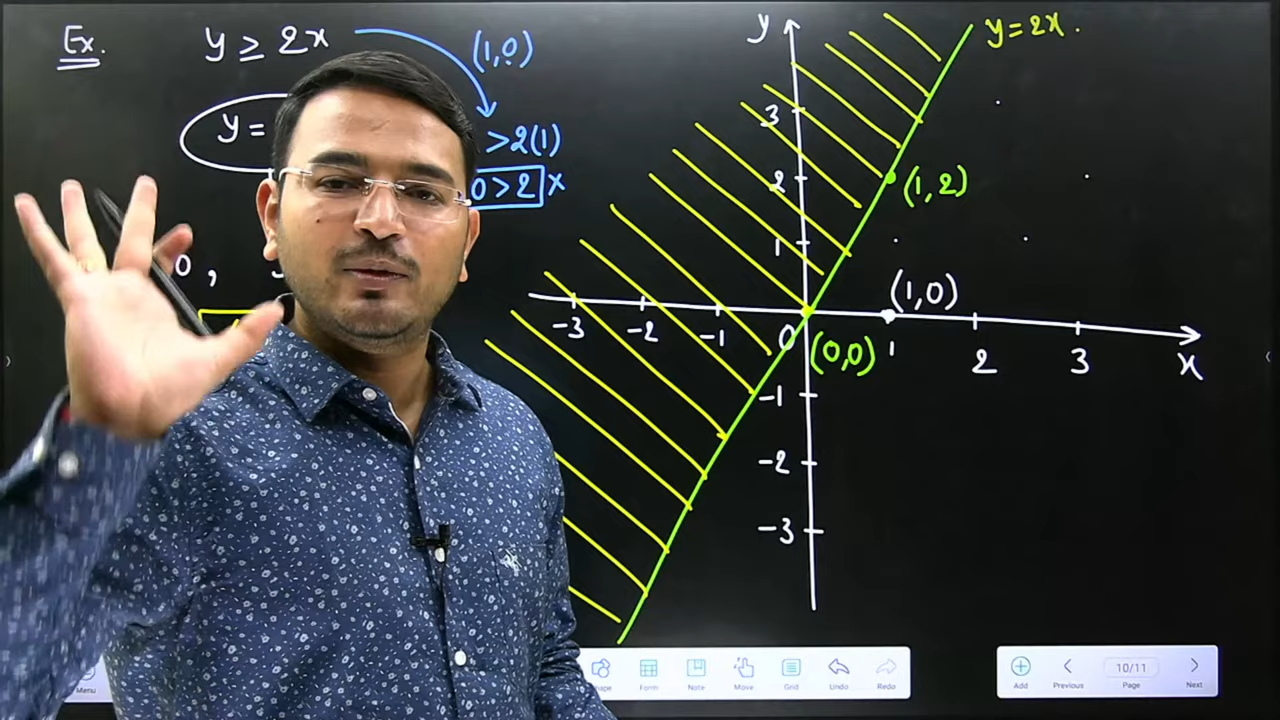 Ex.
y ≥ 2x
(1,0)
y =
>2(1)
0 > 2 x
0 ,
y
y = 2x .
3
2
(1,2)
1
(1,0)
-3 -2 -1 0 1 2 3 x
(0,0)
-1
-2
-3
Menu
Form Note Move Grid Undo Redo
Add Previous 10/11 Page Next